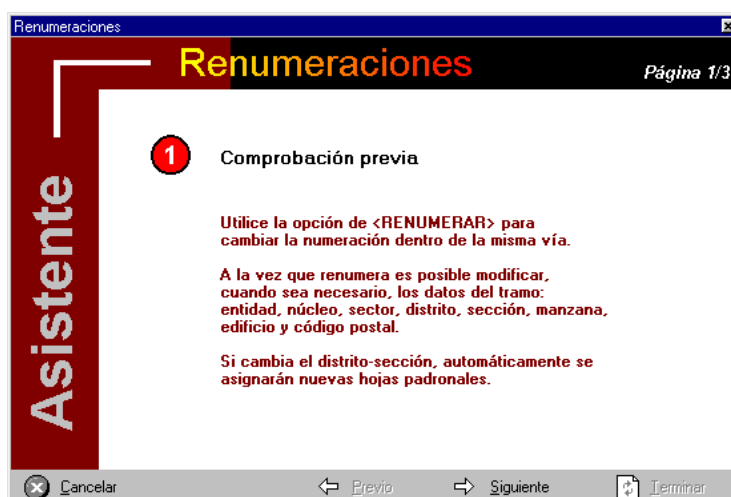 Renumeraciones
Renumeraciones
Página 1/3
Asistente
1
Comprobación previa
Utilice la opción de <RENUMERAR> para
cambiar la numeración dentro de la misma vía.
A la vez que renumera es posible modificar,
cuando sea necesario, los datos del tramo:
entidad, núcleo, sector, distrito, sección, manzana,
edificio y código postal.
Si cambia el distrito-sección, automáticamente se
asignarán nuevas hojas padronales.
Cancelar
Previo
Siguiente
Terminar